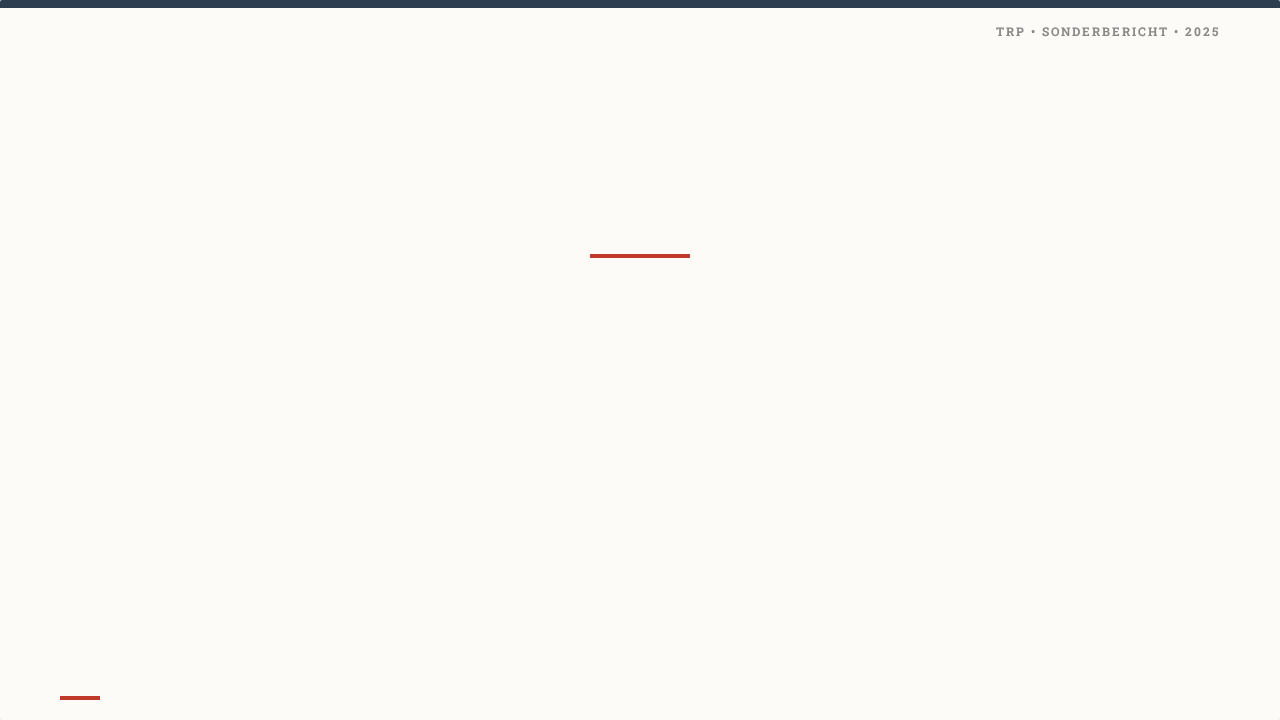 TRP • SONDERBERICHT • 2025